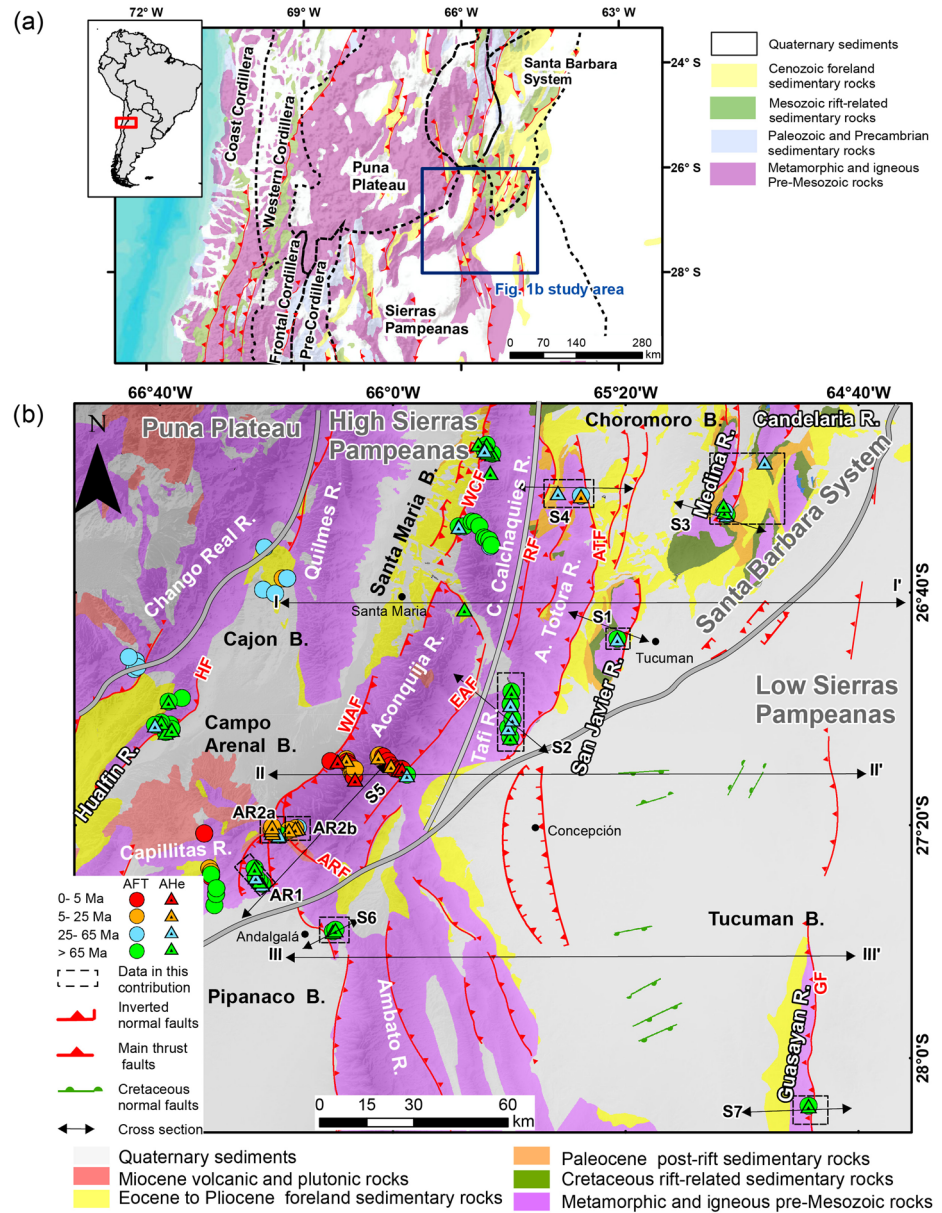 (a)
72°W
69°W
66°W
63°W
24° S
26° S
28° S
Coast Cordillera
Western Cordillera
Frontal Cordillera
Pre-Cordillera
Puna
Plateau
Santa Barbara
System
Sierras
Pampeanas
Fig. 1b study area
0 70 140 280
km
Quaternary sediments
Cenozoic foreland
sedimentary rocks
Mesozoic rift-related
sedimentary rocks
Paleozoic and Precambrian
sedimentary rocks
Metamorphic and igneous
Pre-Mesozoic rocks
(b)
66°40'W
66°0'W
65°20'W
64°40'W
26°40'S
27°20'S
28°0'S
N
Puna Plateau
High Sierras
Pampeanas
Choromoro B.
Candelaria R.
Medina R.
Santa Barbara System
Low Sierras
Pampeanas
Chango Real R.
Quilmes R.
Santa Maria B.
WCF
C. Calchaquies R.
IRF
S4
ATF
A. Totora R.
S3
I
I'
Santa Maria
Cajon B.
S1
Tucuman
San Javier R.
HF
Campo
Arenal B.
WAF
Aconquija R.
EAF
Tafi R.
S2
Hualfin R.
II
II'
S5
AR2a
AR2b
Concepción
Capillitas R.
ARF
AR1
S6
Andalgalá
Tucuman B.
III
III'
Pipanaco B.
Ambato R.
GF
Guasayan R.
S7
AFT AHe
0- 5 Ma
5- 25 Ma
25- 65 Ma
> 65 Ma
Data in this
contribution
Inverted
normal faults
Main thrust
faults
Cretaceous
normal faults
Cross section
0 15 30 60
km
Quaternary sediments
Miocene volcanic and plutonic rocks
Eocene to Pliocene foreland sedimentary rocks
Paleocene post-rift sedimentary rocks
Cretaceous rift-related sedimentary rocks
Metamorphic and igneous pre-Mesozoic rocks